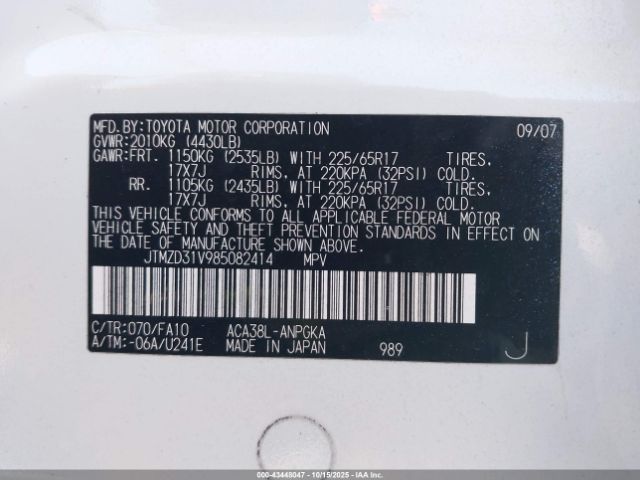 MFD.BY:TOYOTA MOTOR CORPORATION 09/07
GVWR:2010KG (4430LB)
GAWR:FRT. 1150KG (2535LB) WITH 225/65R17 TIRES.
17X7J RIMS. AT 220KPA (32PSI) COLD.
RR. 1105KG (2435LB) WITH 225/65R17 TIRES.
17X7J RIMS. AT 220KPA (32PSI) COLD.
THIS VEHICLE CONFORMS TO ALL APPLICABLE FEDERAL MOTOR
VEHICLE SAFETY AND THEFT PREVENTION STANDARDS IN EFFECT ON
THE DATE OF MANUFACTURE SHOWN ABOVE.
JTMZD31V985082414 MPV
C/TR:070/FA10 ACA38L-ANPGKA
A/TM:-06A/U241E MADE IN JAPAN 989 J
000-43448047 - 10/15/2025 - COPYRIGHT
IAA Inc.